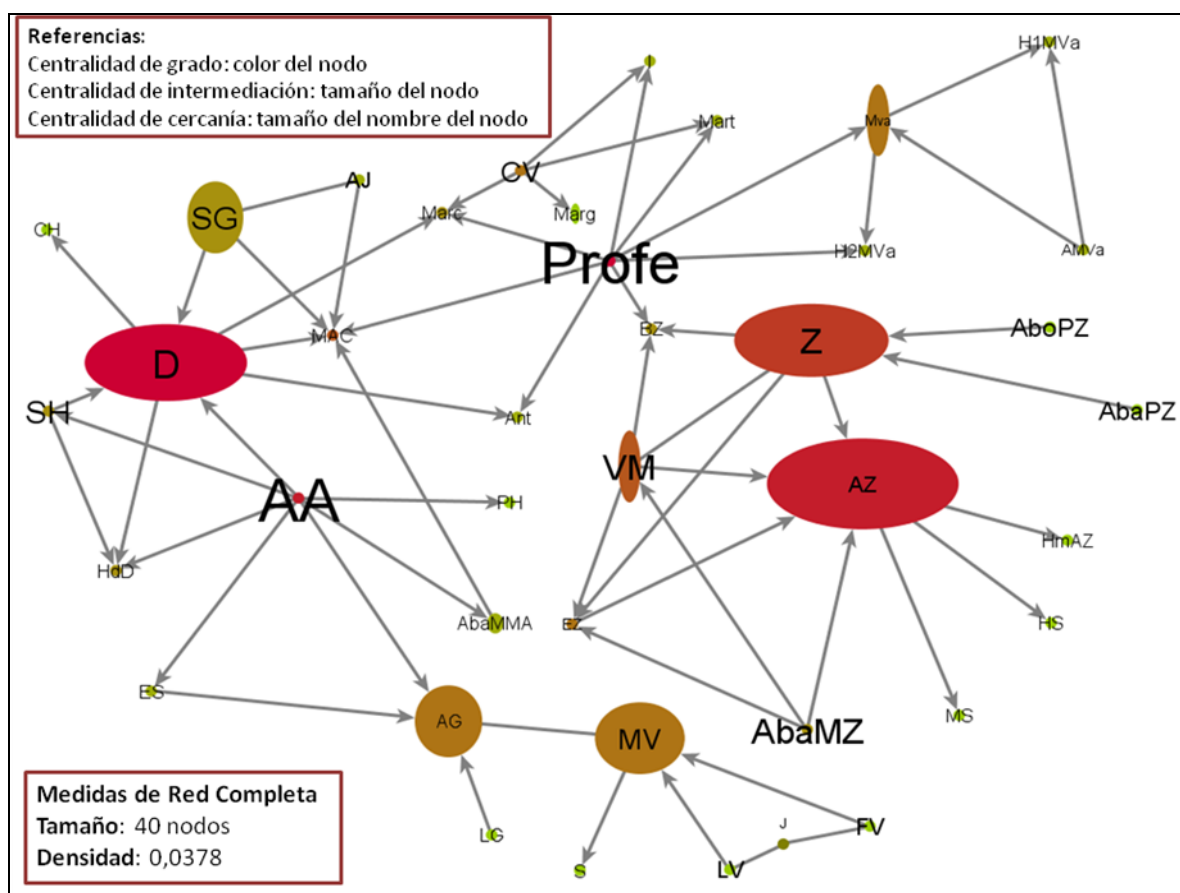 Referencias:
Centralidad de grado: color del nodo
Centralidad de intermediación: tamaño del nodo
Centralidad de cercanía: tamaño del nombre del nodo
H1MVa
I
Mart
Mva
CV
AJ
SG
Marc
Marg
CH
Profe
H2MVa
AMVa
MAC
BZ
Z
AboPZ
D
SH
Ant
AbaPZ
VM
AZ
AA
PH
HmAZ
HdD
AbaMMA
EZ
HS
ES
AG
MV
AbaMZ
MS
Medidas de Red Completa
Tamaño: 40 nodos
Densidad: 0,0378
LG
J
FV
S
LV